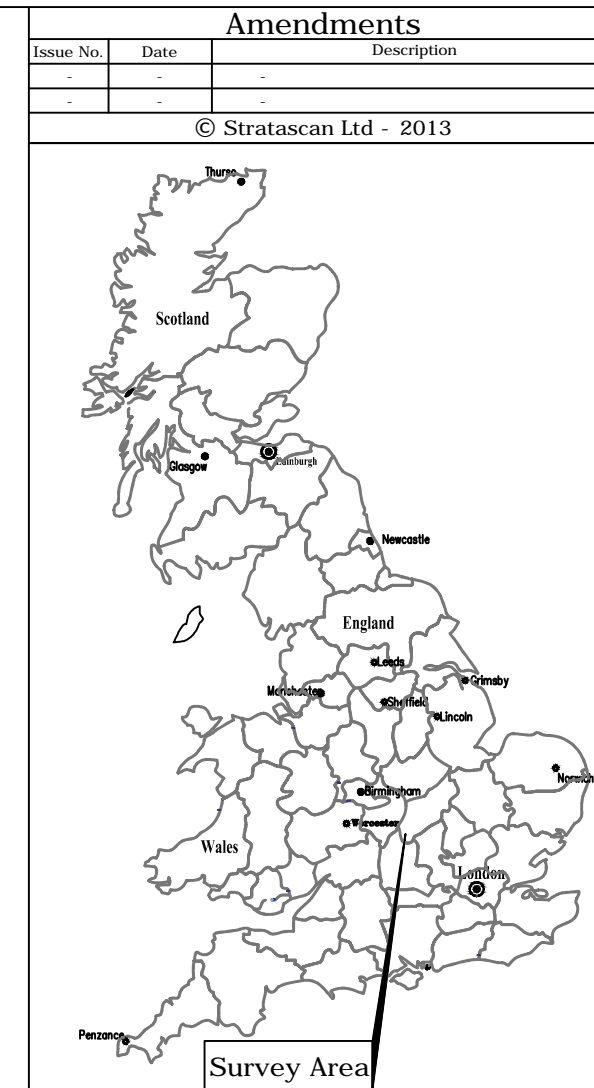 Amendments
Issue No. Date Description
- - -
- - -
© Stratascan Ltd - 2013
Thurso
Scotland
Glasgow
Edinburgh
Newcastle
England
Leeds
Grimsby
Manchester
Sheffield
Lincoln
Norwich
Birmingham
Worcester
Wales
London
Penzance
Survey Area